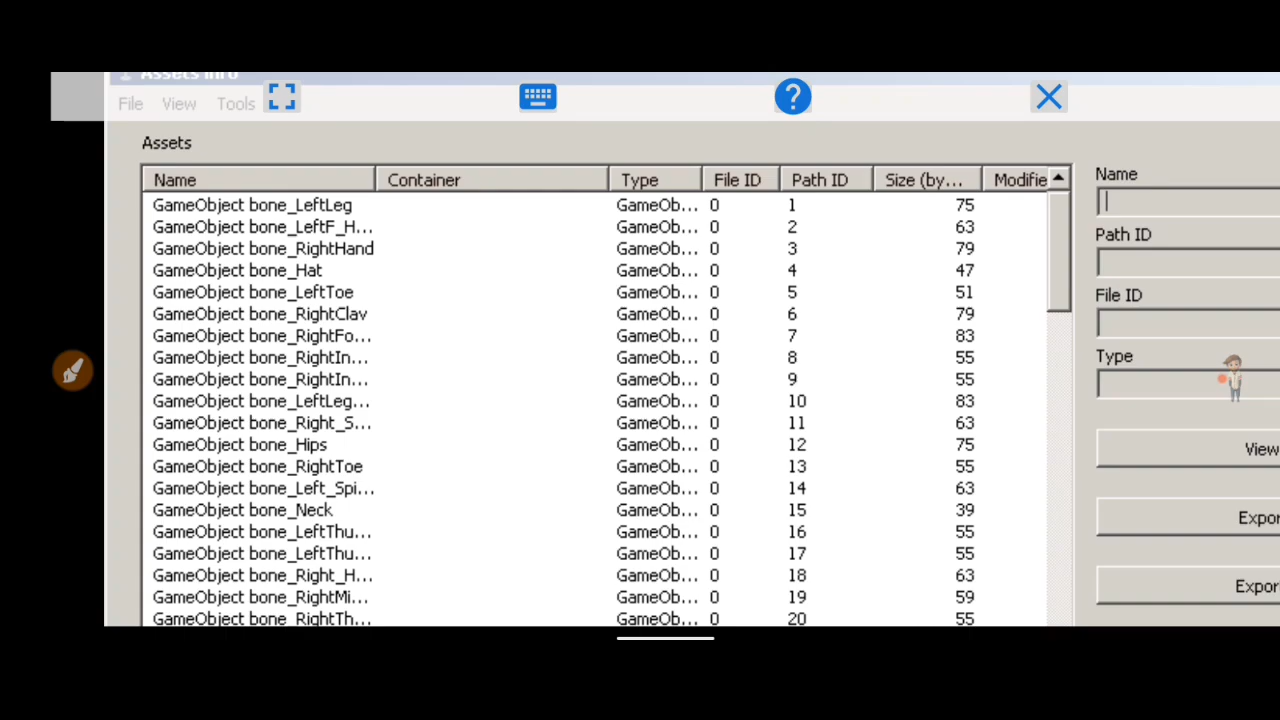 Assets info
File View Tools
Assets
Name Container Type File ID Path ID Size (by... Modifie
GameObject bone_LeftLeg GameOb... 0 1 75
GameObject bone_LeftF_H... GameOb... 0 2 63
GameObject bone_RightHand GameOb... 0 3 79
GameObject bone_Hat GameOb... 0 4 47
GameObject bone_LeftToe GameOb... 0 5 51
GameObject bone_RightClav GameOb... 0 6 79
GameObject bone_RightFo... GameOb... 0 7 83
GameObject bone_RightIn... GameOb... 0 8 55
GameObject bone_RightIn... GameOb... 0 9 55
GameObject bone_LeftLeg... GameOb... 0 10 83
GameObject bone_Right_S... GameOb... 0 11 63
GameObject bone_Hips GameOb... 0 12 75
GameObject bone_RightToe GameOb... 0 13 55
GameObject bone_Left_Spi... GameOb... 0 14 63
GameObject bone_Neck GameOb... 0 15 39
GameObject bone_LeftThu... GameOb... 0 16 55
GameObject bone_LeftThu... GameOb... 0 17 55
GameObject bone_Right_H... GameOb... 0 18 63
GameObject bone_RightMi... GameOb... 0 19 59
GameObject bone_RightTh... GameOb... 0 20 55
Name
Path ID
File ID
Type
View
Expor
Expor